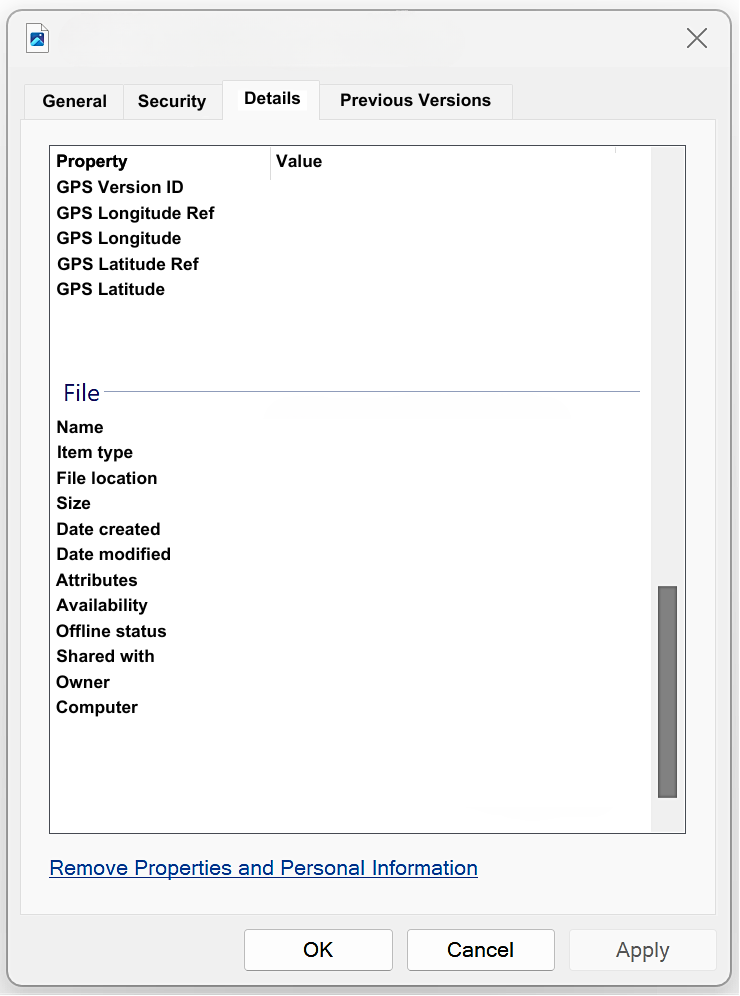 General Security Details Previous Versions
Property Value
GPS Version ID
GPS Longitude Ref
GPS Longitude
GPS Latitude Ref
GPS Latitude
File
Name
Item type
File location
Size
Date created
Date modified
Attributes
Availability
Offline status
Shared with
Owner
Computer
Remove Properties and Personal Information
OK Cancel Apply